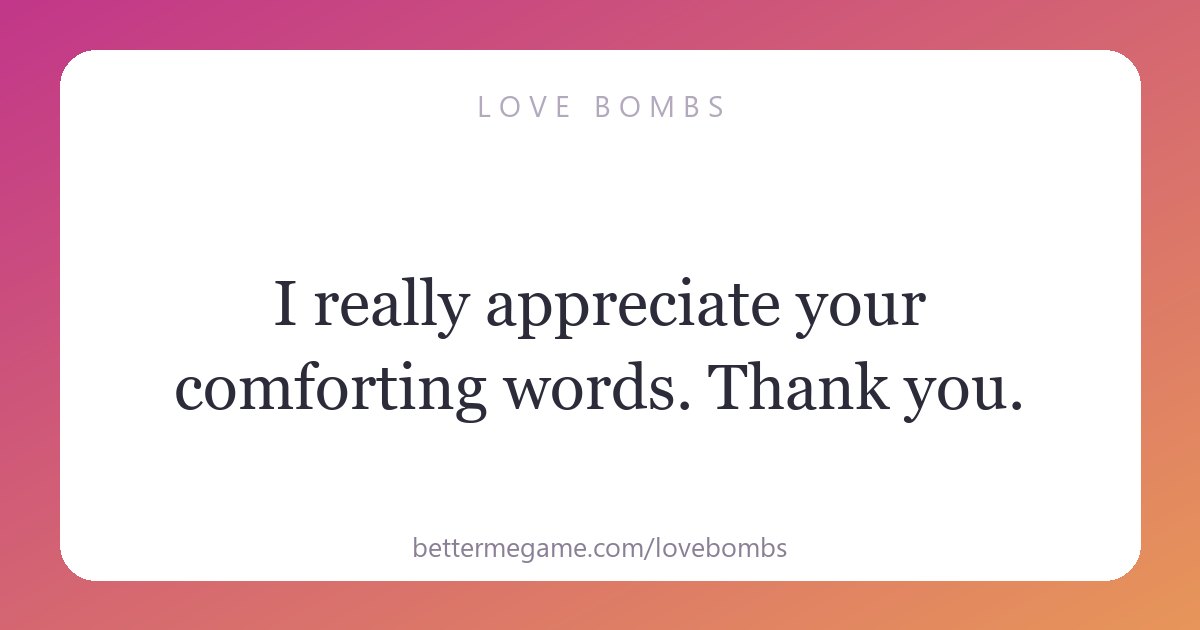 LOVE BOMBS
I really appreciate your
comforting words. Thank you.
bettermegame.com/lovebombs